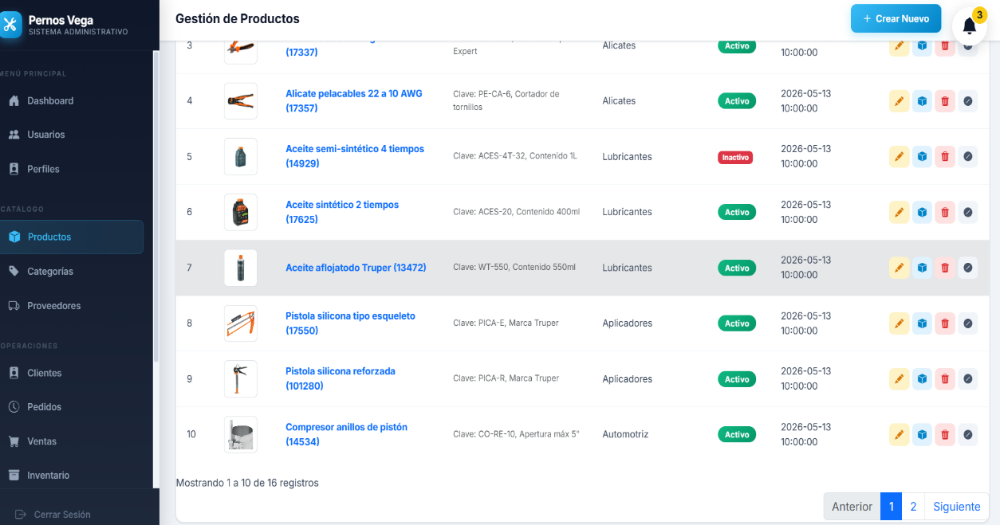 Pernos Vega
SISTEMA ADMINISTRATIVO
Gestión de Productos
+ Crear Nuevo
3
MENÚ PRINCIPAL
Dashboard
Usuarios
Perfiles
CATÁLOGO
Productos
Categorías
Proveedores
OPERACIONES
Clientes
Pedidos
Ventas
Inventario
Cerrar Sesión
3 (17337) Expert Alicates Activo 10:00:00
4 Alicate pelacables 22 a 10 AWG Clave: PE-CA-6, Cortador de Alicates Activo 2026-05-13
(17357) tornillos 10:00:00
5 Aceite semi-sintético 4 tiempos Clave: ACES-4T-32, Contenido 1L Lubricantes Inactivo 2026-05-13
(14929) 10:00:00
6 Aceite sintético 2 tiempos Clave: ACES-20, Contenido 400ml Lubricantes Activo 2026-05-13
(17625) 10:00:00
7 Aceite aflojatodo Truper (13472) Clave: WT-550, Contenido 550ml Lubricantes Activo 2026-05-13
10:00:00
8 Pistola silicona tipo esqueleto Clave: PICA-E, Marca Truper Aplicadores Activo 2026-05-13
(17550) 10:00:00
9 Pistola silicona reforzada Clave: PICA-R, Marca Truper Aplicadores Activo 2026-05-13
(101280) 10:00:00
10 Compresor anillos de pistón Clave: CO-RE-10, Apertura máx 5" Automotriz Activo 2026-05-13
(14534) 10:00:00
Mostrando 1 a 10 de 16 registros
Anterior 1 2 Siguiente